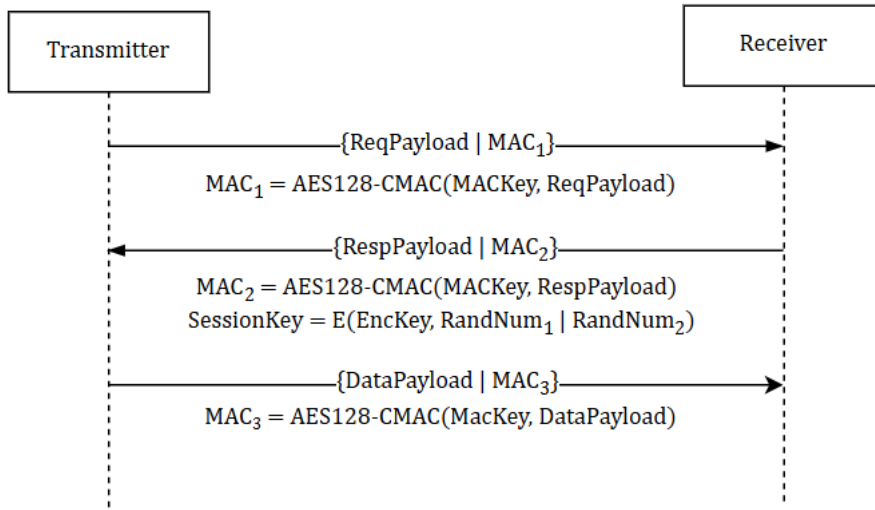 Transmitter
Receiver
{ReqPayload | MAC₁}
MAC₁ = AES128-CMAC(MACKey, ReqPayload)
{RespPayload | MAC₂}
MAC₂ = AES128-CMAC(MACKey, RespPayload)
SessionKey = E(EncKey, RandNum₁ | RandNum₂)
{DataPayload | MAC₃}
MAC₃ = AES128-CMAC(MacKey, DataPayload)